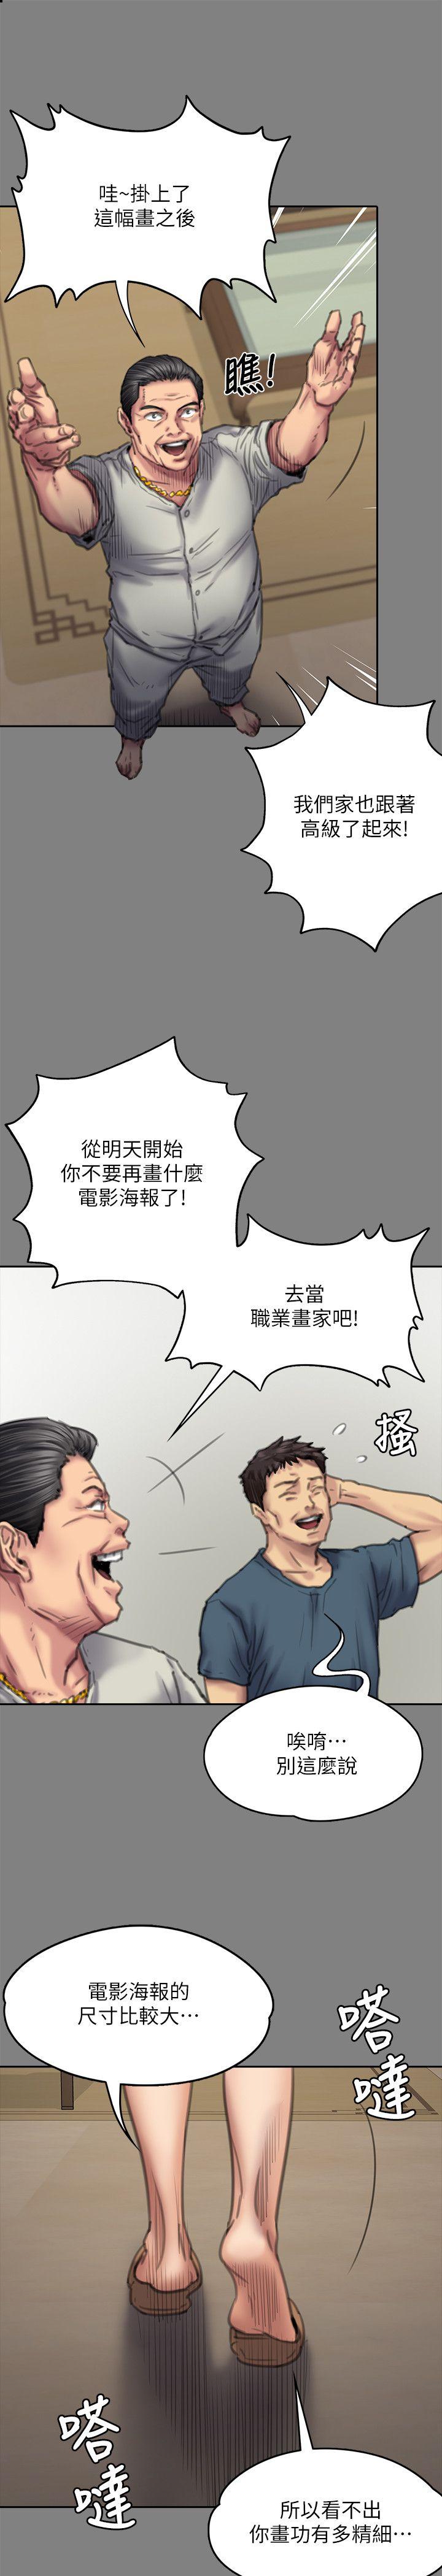 哇~掛上了
這幅畫之後
瞧!
我們家也跟著
高級了起來!
從明天開始
你不要再畫什麼
電影海報了!
去當
職業畫家吧!
搔
唉唷⋯
別這麼說
電影海報的
尺寸比較大⋯
嗒
噠
嗒
噠
所以看不出
你畫功有多精細⋯